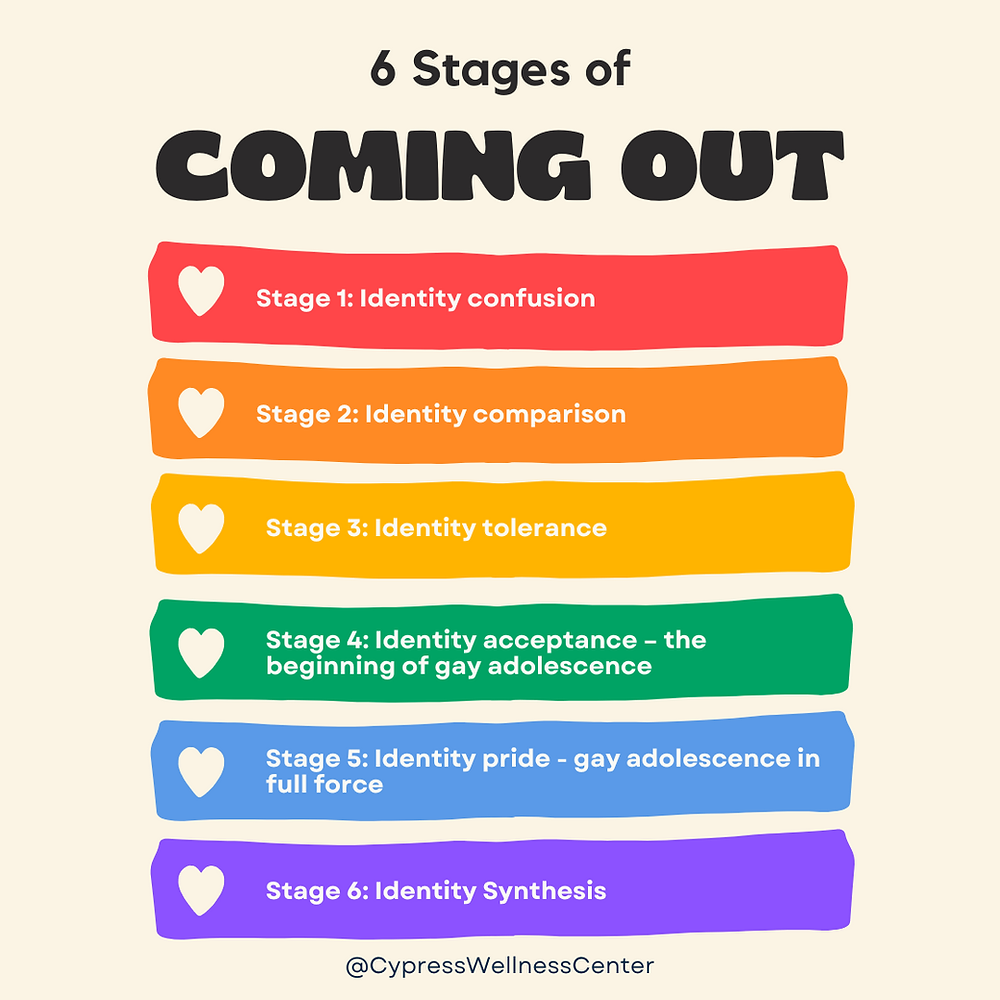 6 Stages of
COMING OUT
Stage 1: Identity confusion
Stage 2: Identity comparison
Stage 3: Identity tolerance
Stage 4: Identity acceptance – the
beginning of gay adolescence
Stage 5: Identity pride - gay adolescence in
full force
Stage 6: Identity Synthesis
@CypressWellnessCenter